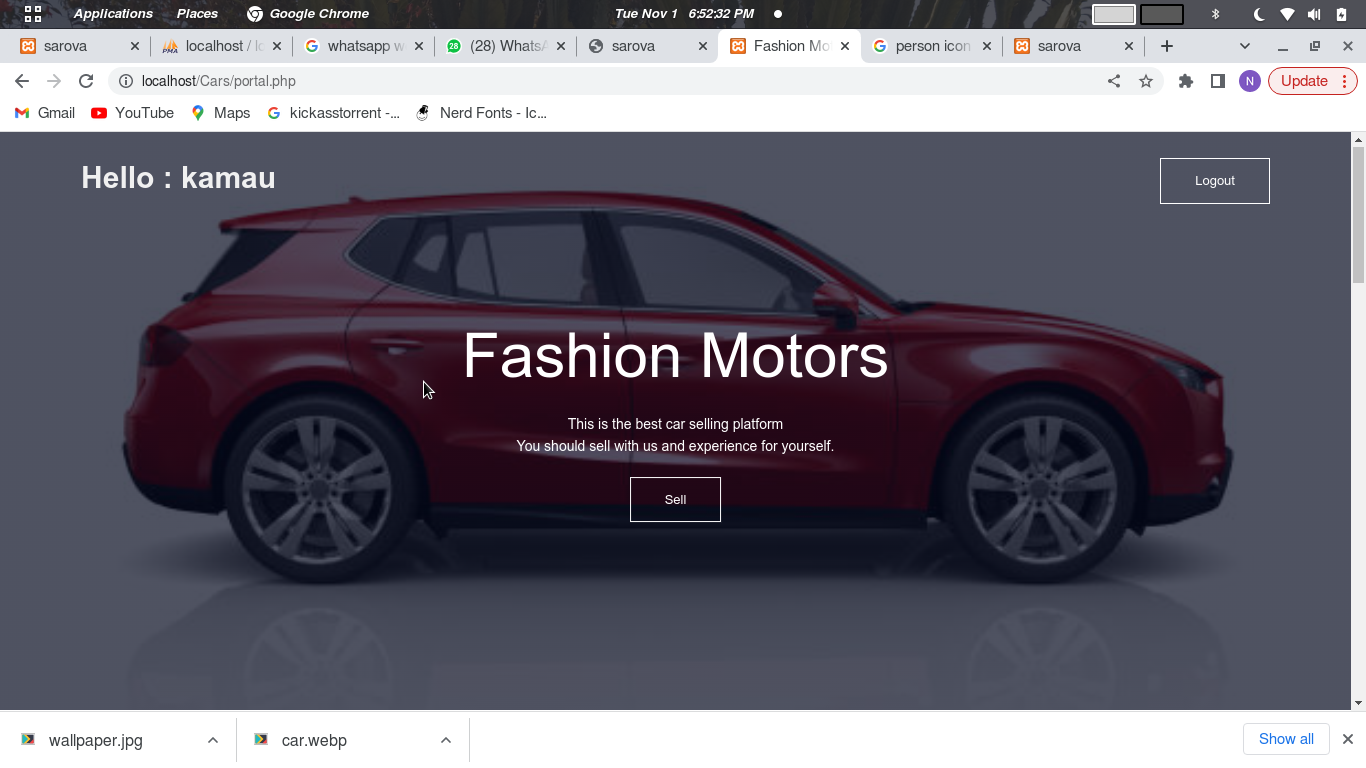 Applications Places Google Chrome Tue Nov 1 6:52:32 PM
sarova localhost / whatsapp 28 (28) Whats sarova Fashion person icon sarova
localhost/Cars/portal.php N Update
Gmail YouTube Maps kickasstorrent -... Nerd Fonts - Ic...
Hello : kamau
Logout
Fashion Motors
This is the best car selling platform
You should sell with us and experience for yourself.
Sell
wallpaper.jpg car.webp Show all